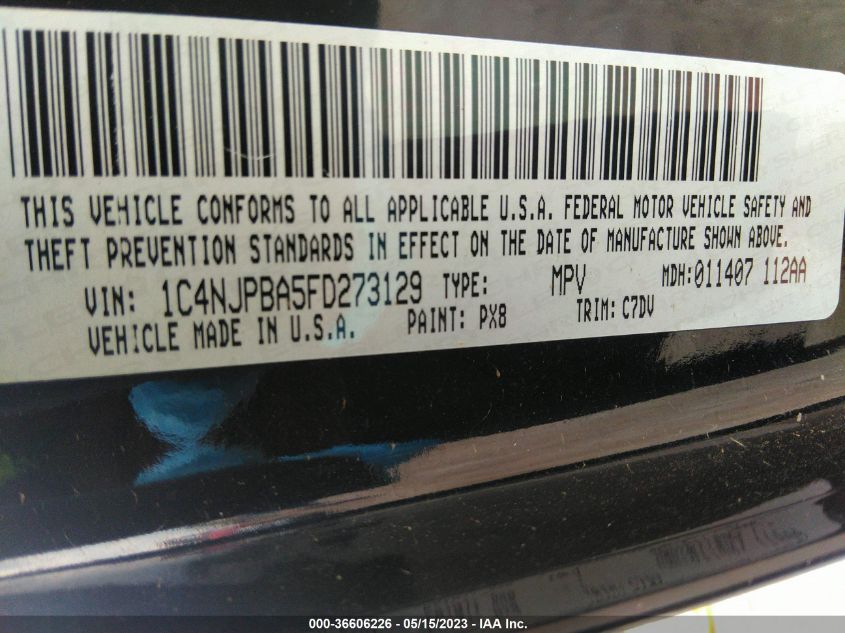 THIS VEHICLE CONFORMS TO ALL APPLICABLE U.S.A. FEDERAL MOTOR VEHICLE SAFETY AND
THEFT PREVENTION STANDARDS IN EFFECT ON THE DATE OF MANUFACTURE SHOWN ABOVE.
VIN: 1C4NJPBA5FD273129 TYPE: MPV MDH:011407 112AA
VEHICLE MADE IN U.S.A. PAINT: PX8 TRIM: C7DV
000-36606226 - 05/15/2023 - IAA Inc.